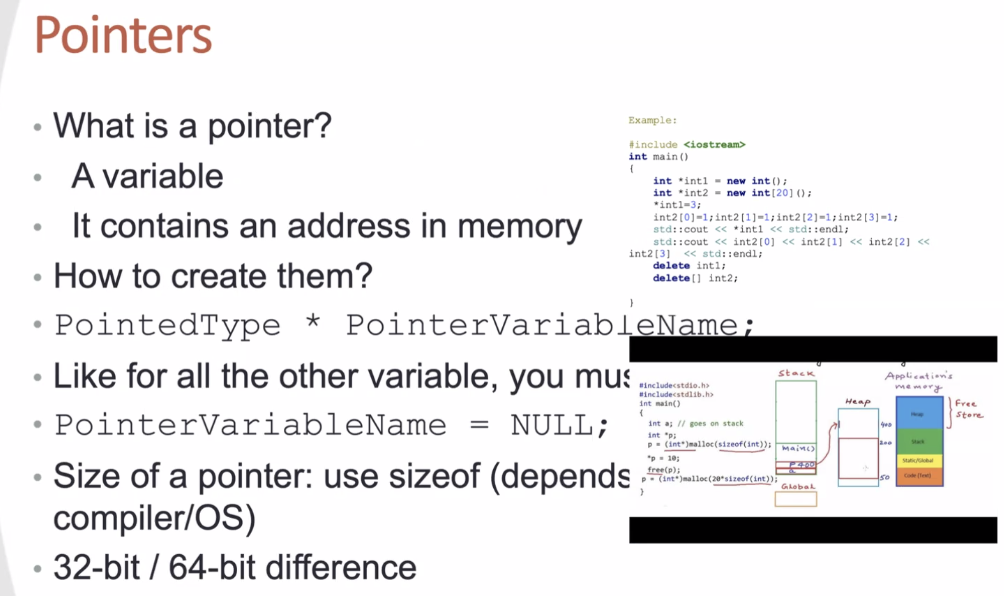 Pointers
• What is a pointer?
• A variable
• It contains an address in memory
• How to create them?
• PointedType * PointerVariableName;
• Like for all the other variable, you mus
• PointerVariableName = NULL;
• Size of a pointer: use sizeof (depends
compiler/OS)
• 32-bit / 64-bit difference
Example:
#include <iostream>
int main()
{
int *int1 = new int();
int *int2 = new int[20]();
*int1=3;
int2[0]=1;int2[1]=1;int2[2]=1;int2[3]=1;
std::cout << *int1 << std::endl;
std::cout << int2[0] << int2[1] << int2[2] <<
int2[3] << std::endl;
delete int1;
delete[] int2;
}
#include<stdio.h>
#include<stdlib.h>
int main()
{
int a; // goes on stack
int *p;
p = (int*)malloc(sizeof(int));
*p = 10;
free(p);
p = (int*)malloc(20*sizeof(int));
}
Stack
main()
P 400
a
Global
Heap
400
200
50
Application's
memory
Heap
Stack
Static/Global
Code (Text)
Free
Store